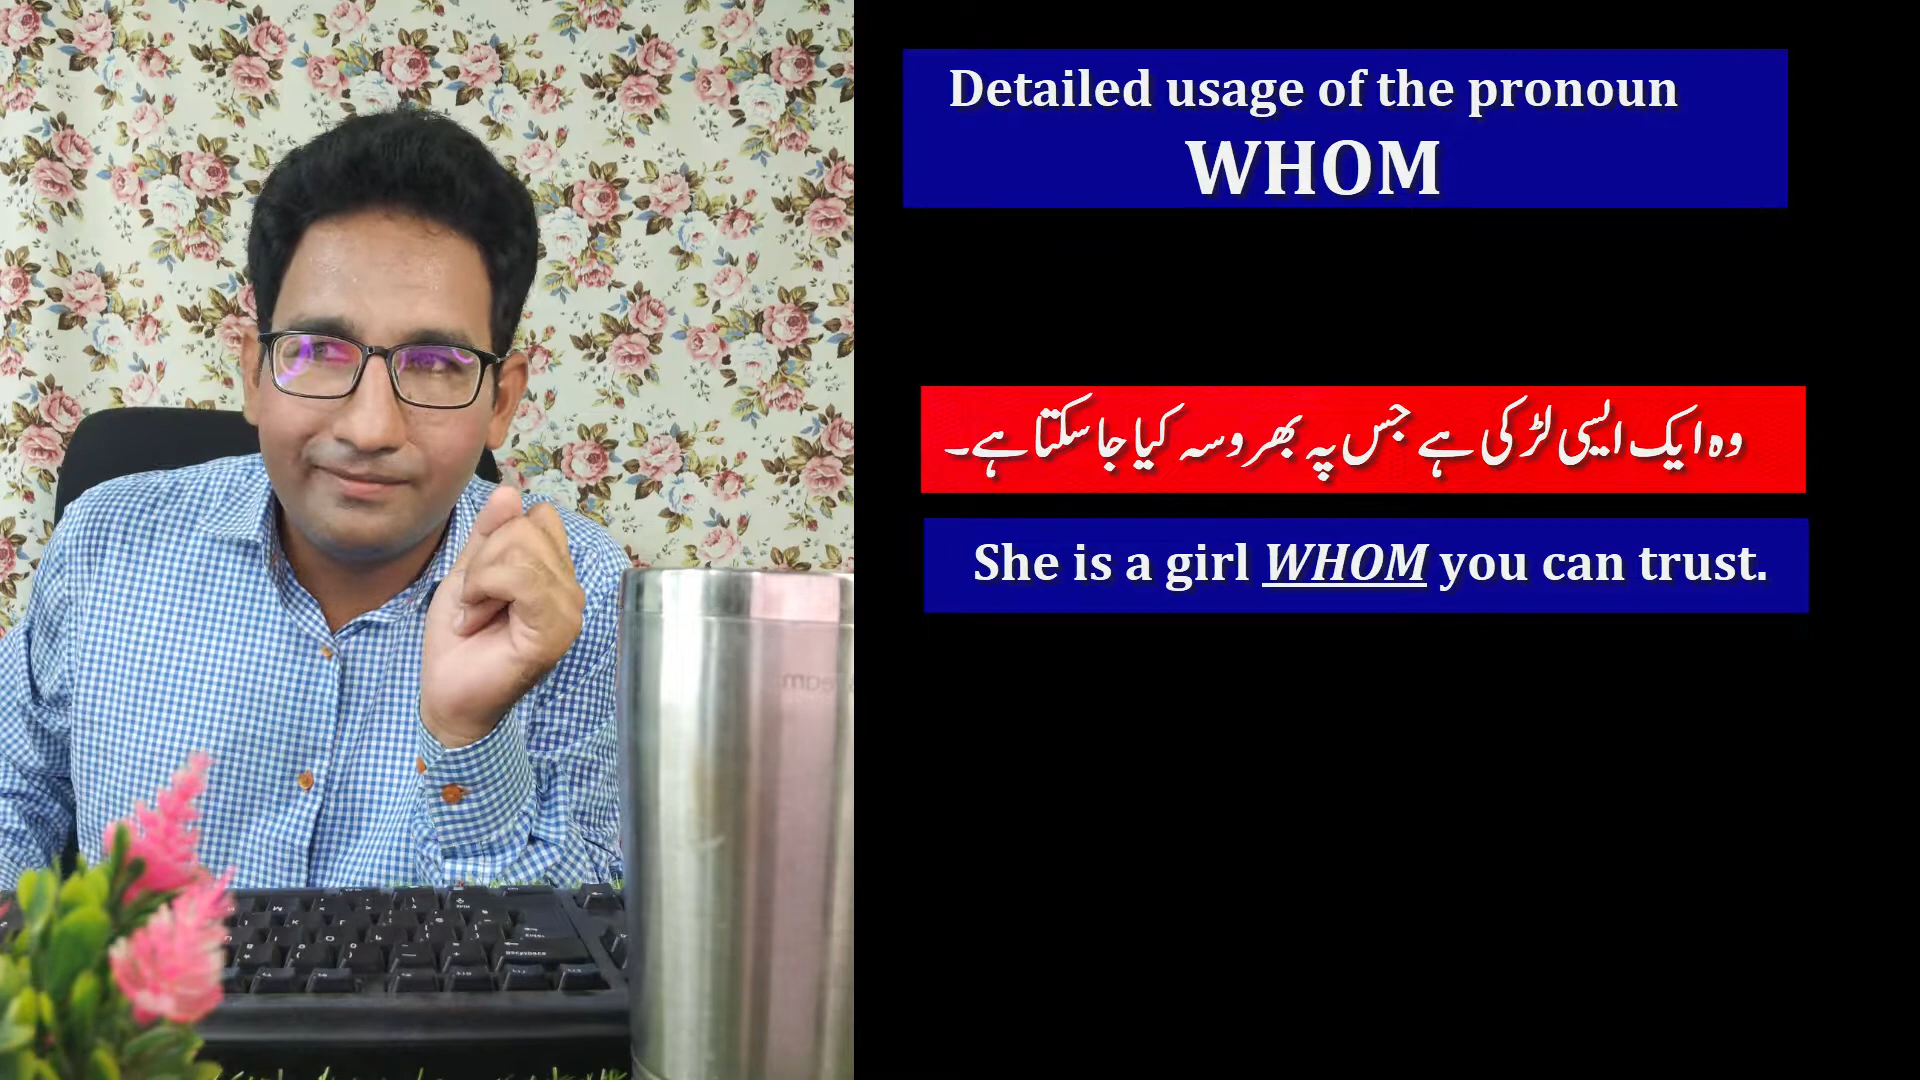 Detailed usage of the pronoun
WHOM
وہ ایک ایسی لڑکی ہے جس پہ بھروسہ کیا جا سکتا ہے۔
She is a girl WHOM you can trust.